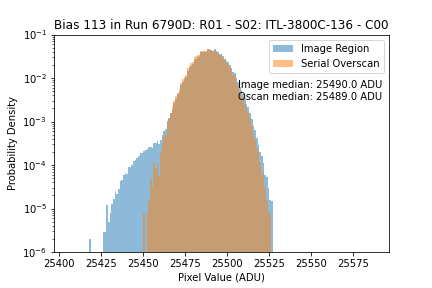 Bias 113 in Run 6790D: R01 - S02: ITL-3800C-136 - C00
Image Region
Serial Overscan
Image median: 25490.0 ADU
Oscan median: 25489.0 ADU
Probability Density
10⁻¹
10⁻²
10⁻³
10⁻⁴
10⁻⁵
10⁻⁶
25400 25425 25450 25475 25500 25525 25550 25575
Pixel Value (ADU)